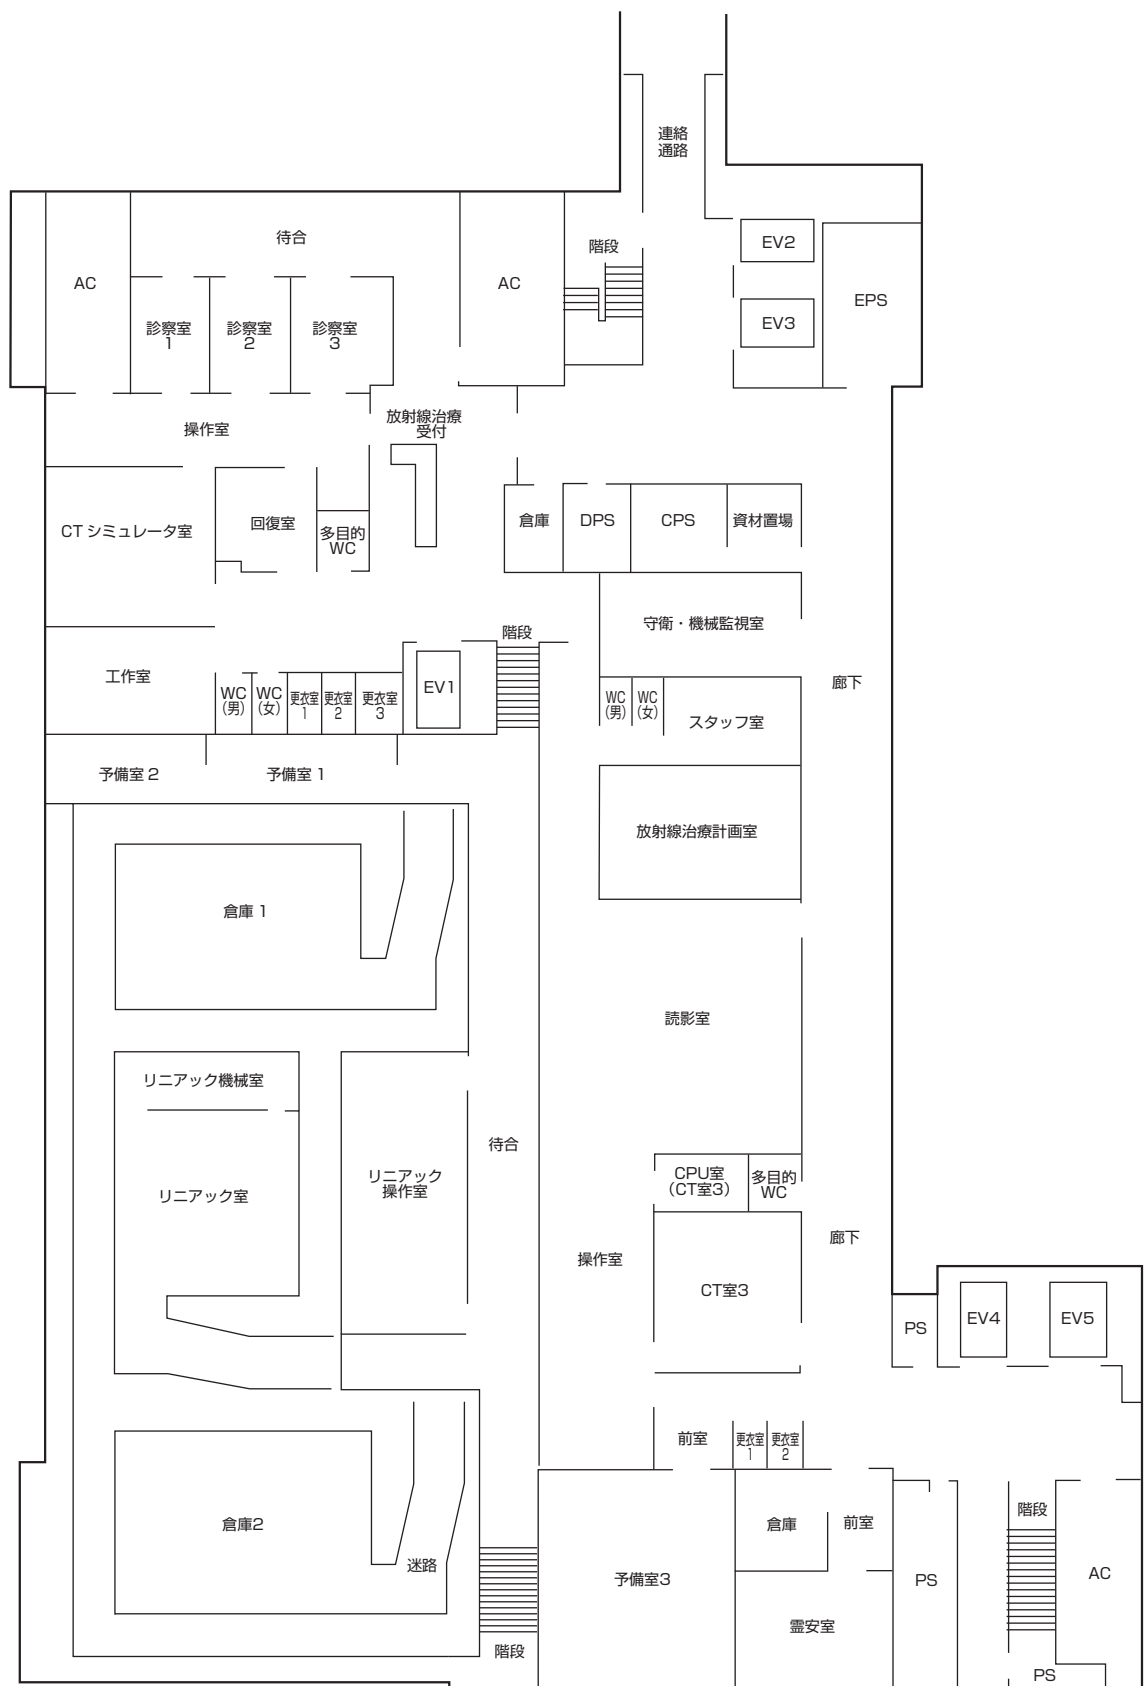 連絡
通路
待合
階段
EV2
AC
AC
EPS
EV3
診察室
1
診察室
2
診察室
3
放射線治療
受付
操作室
倉庫
DPS
CPS
資材置場
回復室
CT シミュレータ室
多目的
WC
守衛・機械監視室
階段
工作室
廊下
EV1
WC
(男)
WC
(女)
更衣室
1
更衣室
2
更衣室
3
WC
(男)
WC
(女)
スタッフ室
予備室 2
予備室 1
放射線治療計画室
倉庫 1
読影室
リニアック機械室
待合
リニアック
操作室
CPU室
(CT室3)
多目的
WC
リニアック室
廊下
操作室
CT室3
PS
EV4
EV5
前室
更衣室
1
更衣室
2
階段
倉庫2
倉庫
前室
迷路
予備室3
PS
AC
霊安室
階段
PS